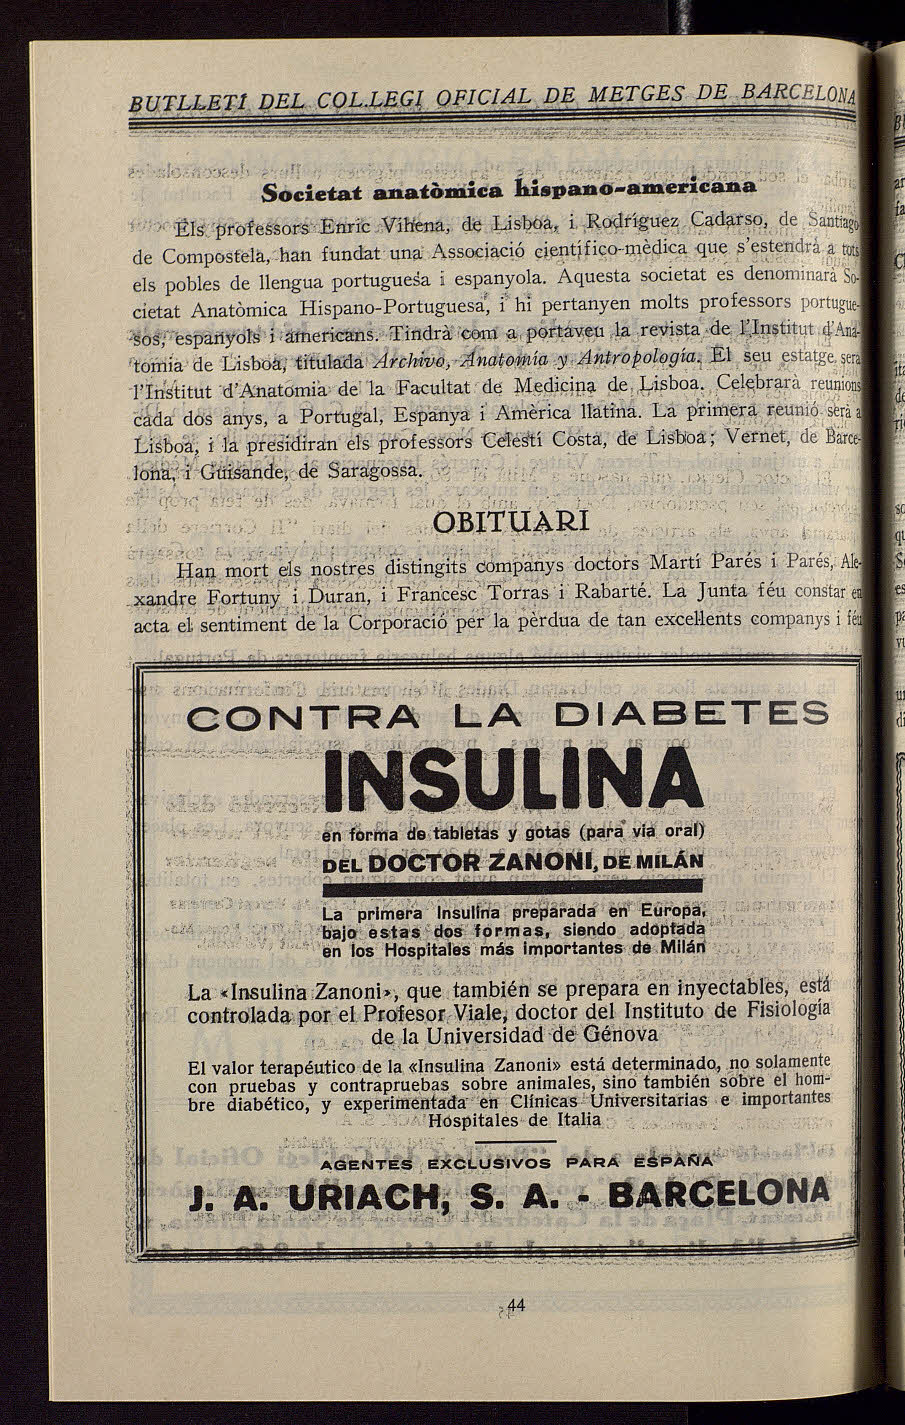 BUTLLETÍ DEL COL.LEGI OFICIAL DE METGES DE BARCELONA
Societat anatòmica hispano-americana
Els professors Enric Vilhena, de Lisboa, i Rodríguez Cadarso, de Santiago
de Compostela, han fundat una Associació científico-mèdica que s'estendrà a tots
els pobles de llengua portuguesa i espanyola. Aquesta societat es denominarà So-
cietat Anatòmica Hispano-Portuguesa, i hi pertanyen molts professors portugue-
sos, espanyols i americans. Tindrà com a portaveu la revista de l'Institut d'Ana-
tomia de Lisboa, titulada Archivo, Anatomía y Antropología. El seu estatge serà
l'Institut d'Anatomia de la Facultat de Medicina de Lisboa. Celebrarà reunions
cada dos anys, a Portugal, Espanya i Amèrica llatina. La primera reunió serà a
Lisboa, i la presidiran els professors Celestí Costa, de Lisboa; Vernet, de Barce-
lona, i Guisande, de Saragossa.
OBITUARI
Han mort els nostres distingits companys doctors Martí Parés i Parés, Ale-
xandre Fortuny i Duran, i Francesc Torras i Rabarté. La Junta féu constar en
acta el sentiment de la Corporació per la pèrdua de tan excellents companys i féu
CONTRA LA DIABETES
INSULINA
en forma de tabletas y gotas (para vía oral)
DEL DOCTOR ZANONI, DE MILÁN
La primera Insulina preparada en Europa,
bajo estas dos formas, siendo adoptada
en los Hospitales más importantes de Milán
La «Insulina Zanoni», que también se prepara en inyectables, está
controlada por el Profesor Viale, doctor del Instituto de Fisiología
de la Universidad de Génova
El valor terapéutico de la «Insulina Zanoni» está determinado, no solamente
con pruebas y contrapruebas sobre animales, sino también sobre el hom-
bre diabético, y experimentada en Clínicas Universitarias e importantes
Hospitales de Italia
AGENTES EXCLUSIVOS PARA ESPAÑA
J. A. URIACH, S. A. - BARCELONA
44